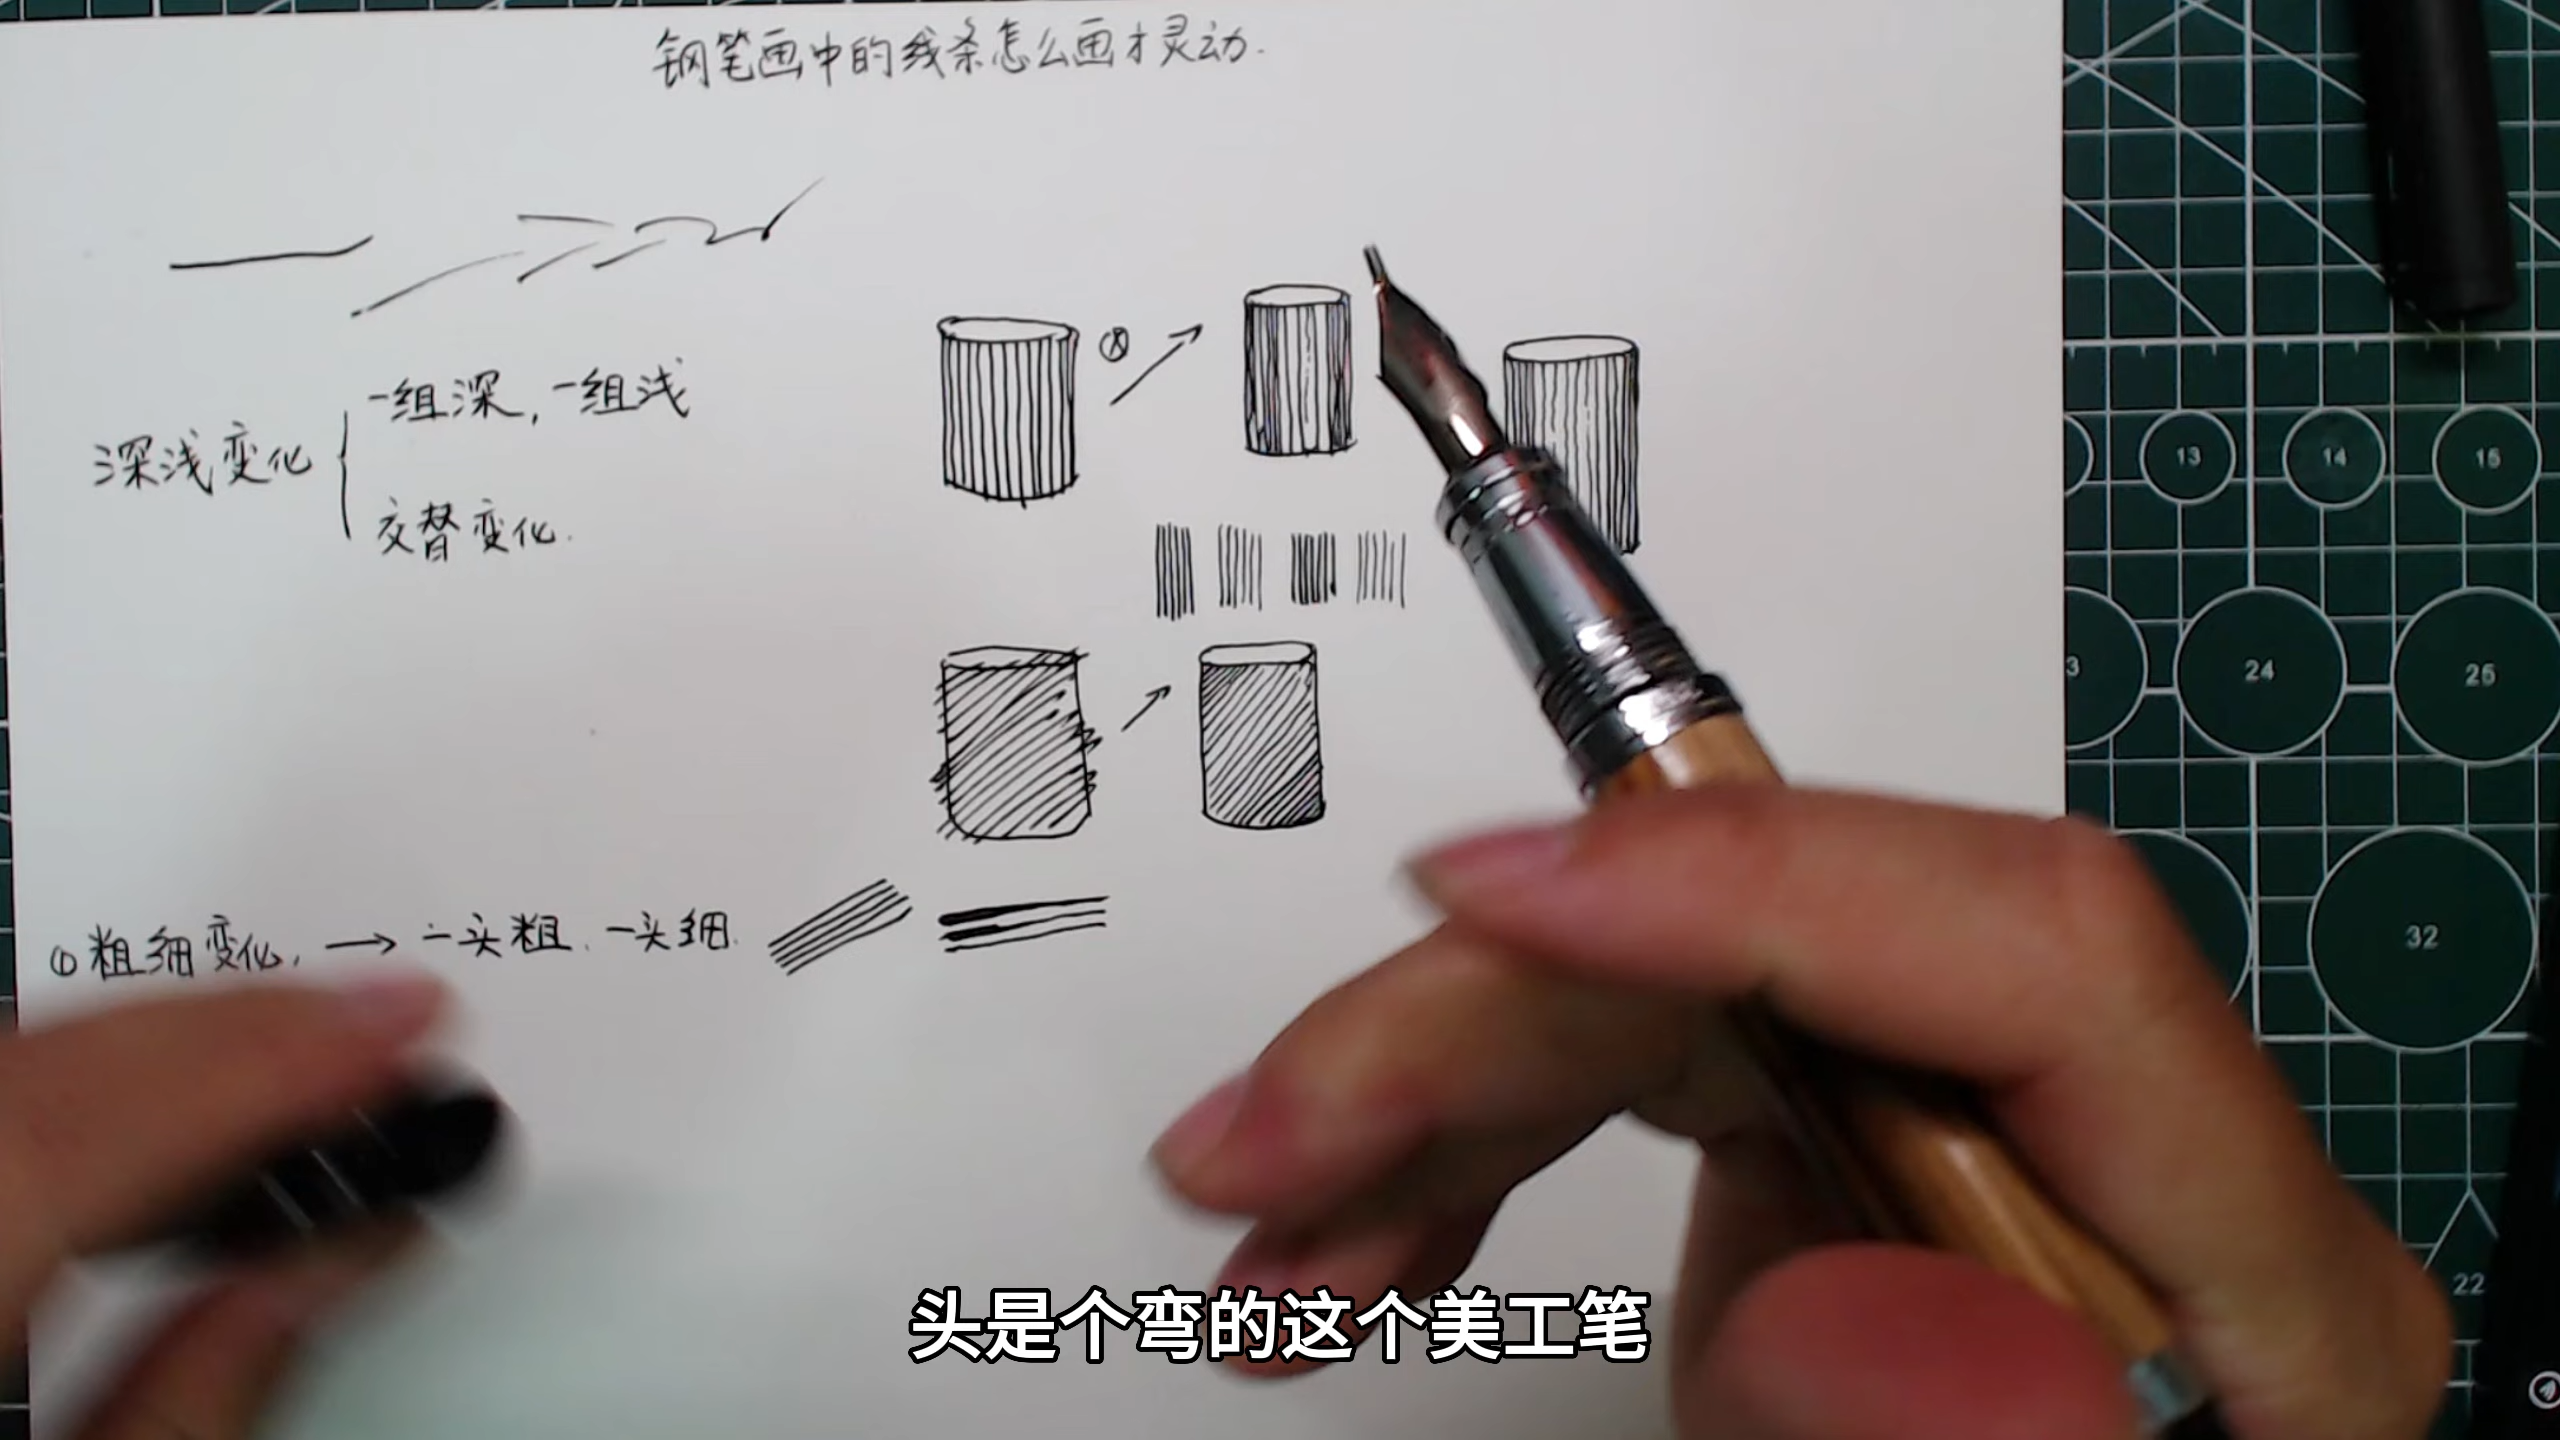 钢笔画中的线条怎么画才灵动.
一组深,一组浅
深浅变化
交替变化.
① 粗细变化, → 一头粗、一头细.
13
14
15
3
24
25
32
22
头是个弯的这个美工笔